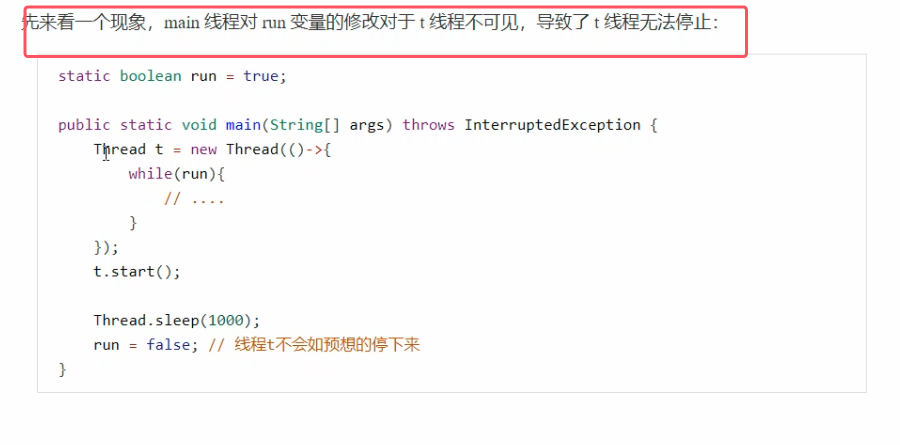 先来看一个现象，main 线程对 run 变量的修改对于 t 线程不可见，导致了 t 线程无法停止：
static boolean run = true;
public static void main(String[] args) throws InterruptedException {
Thread t = new Thread(()->{
while(run){
// ....
}
});
t.start();
Thread.sleep(1000);
run = false; // 线程t不会如预想的停下来
}